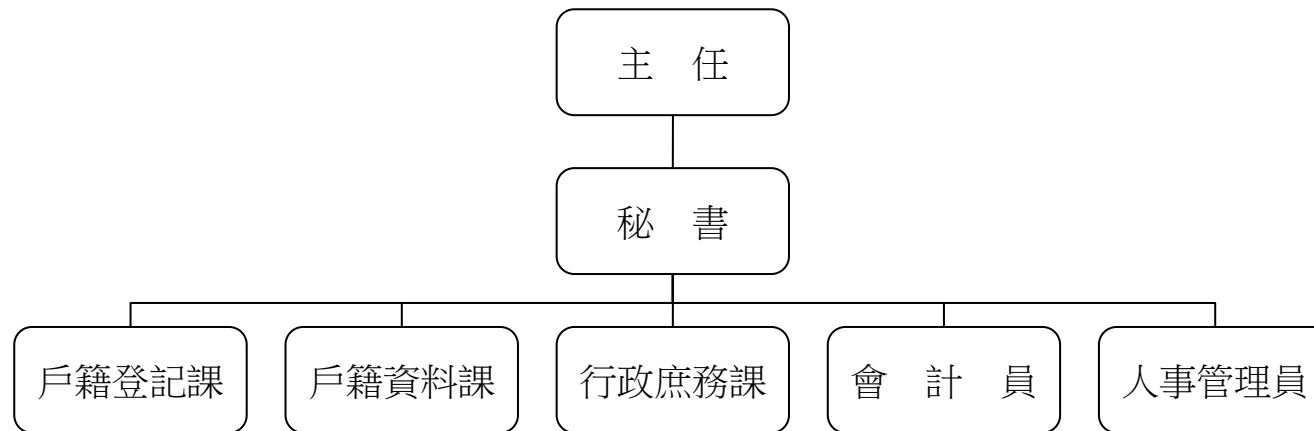 主　任
秘　書
戶籍登記課
戶籍資料課
行政庶務課
會　計　員
人事管理員